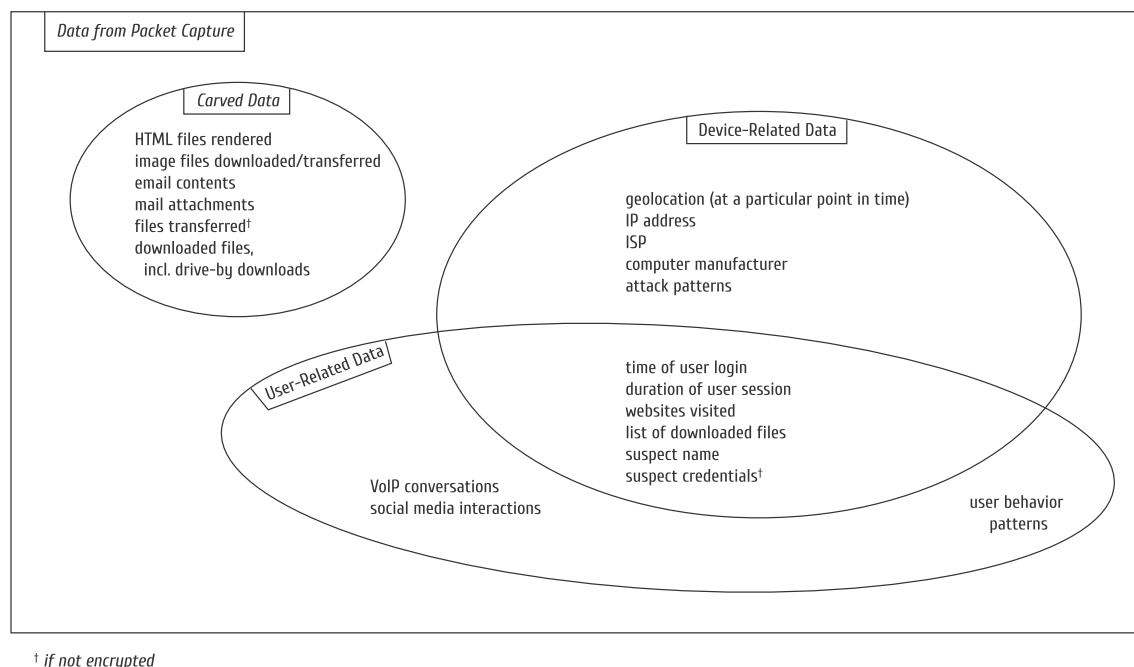 Data from Packet Capture
Carved Data
HTML files rendered
image files downloaded/transferred
email contents
mail attachments
files transferred†
downloaded files,
incl. drive-by downloads
Device-Related Data
geolocation (at a particular point in time)
IP address
ISP
computer manufacturer
attack patterns
User-Related Data
time of user login
duration of user session
websites visited
list of downloaded files
suspect name
suspect credentials†
VoIP conversations
social media interactions
user behavior
patterns
† if not encrypted